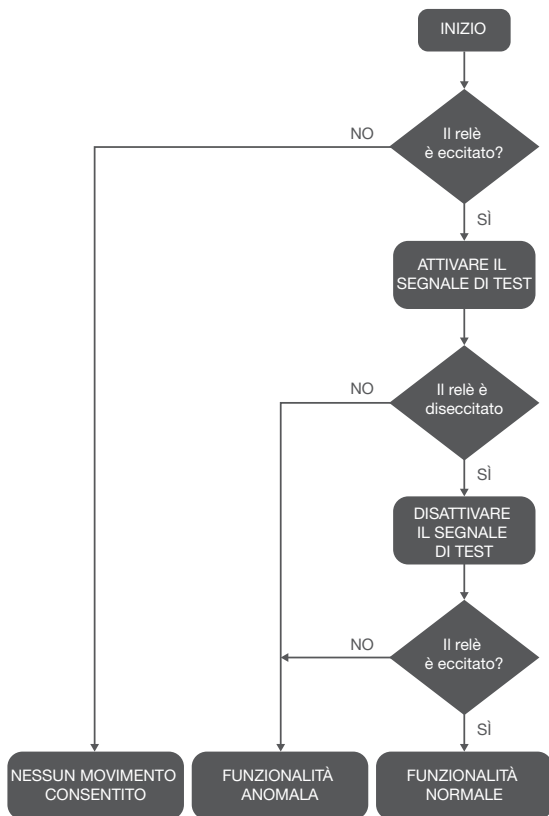 INIZIO
Il relè
è eccitato?
NO
SÌ
ATTIVARE IL
SEGNALE DI TEST
Il relè è
diseccitato
NO
SÌ
DISATTIVARE
IL SEGNALE
DI TEST
Il relè
è eccitato?
NO
SÌ
NESSUN MOVIMENTO
CONSENTITO
FUNZIONALITÀ
ANOMALA
FUNZIONALITÀ
NORMALE